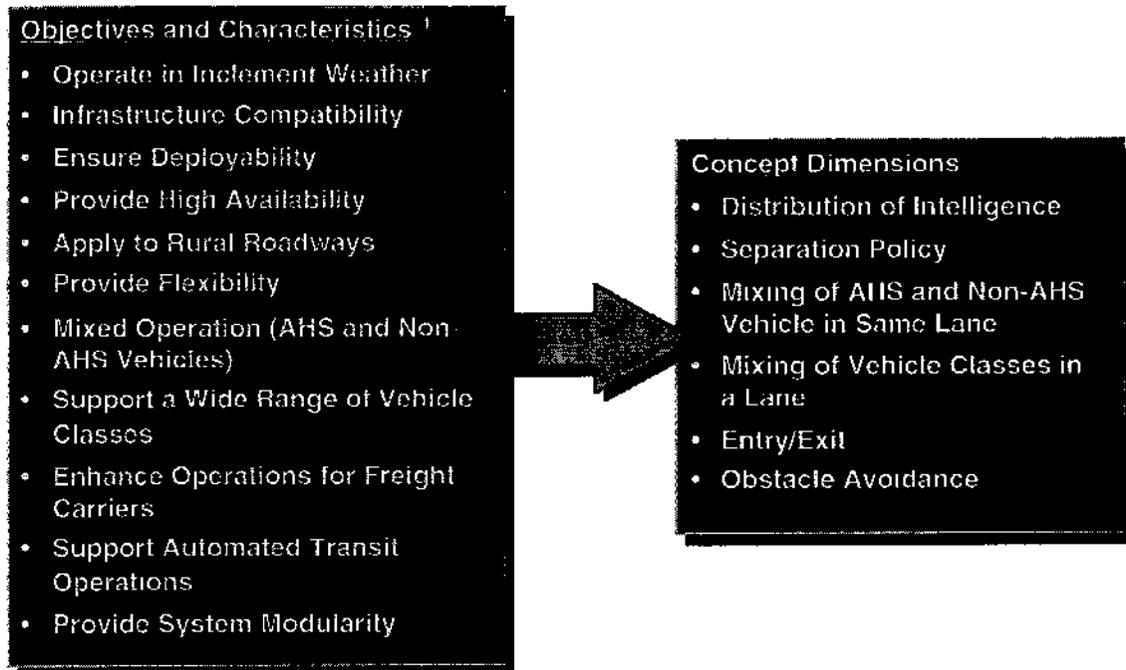 Objectives and Characteristics 1
• Operate in Inclement Weather
• Infrastructure Compatibility
• Ensure Deployability
• Provide High Availability
• Apply to Rural Roadways
• Provide Flexibility
• Mixed Operation (AHS and Non-
AHS Vehicles)
• Support a Wide Range of Vehicle
Classes
• Enhance Operations for Freight
Carriers
• Support Automated Transit
Operations
• Provide System Modularity
Concept Dimensions
• Distribution of Intelligence
• Separation Policy
• Mixing of AHS and Non-AHS
Vehicle in Same Lane
• Mixing of Vehicle Classes in
a Lane
• Entry/Exit
• Obstacle Avoidance